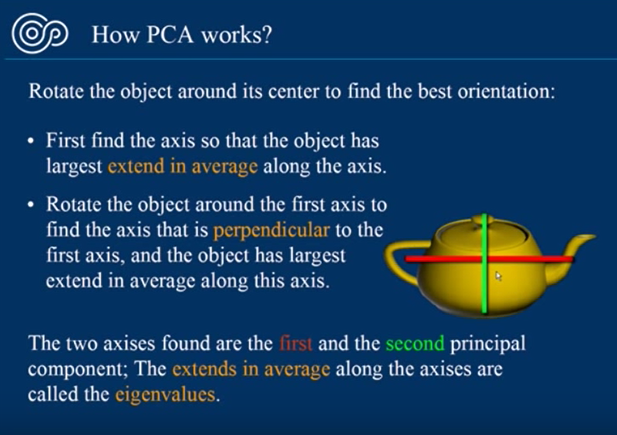 How PCA works?
Rotate the object around its center to find the best orientation:
• First find the axis so that the object has
largest extend in average along the axis.
• Rotate the object around the first axis to
find the axis that is perpendicular to the
first axis, and the object has largest
extend in average along this axis.
The two axises found are the first and the second principal
component; The extends in average along the axises are
called the eigenvalues.